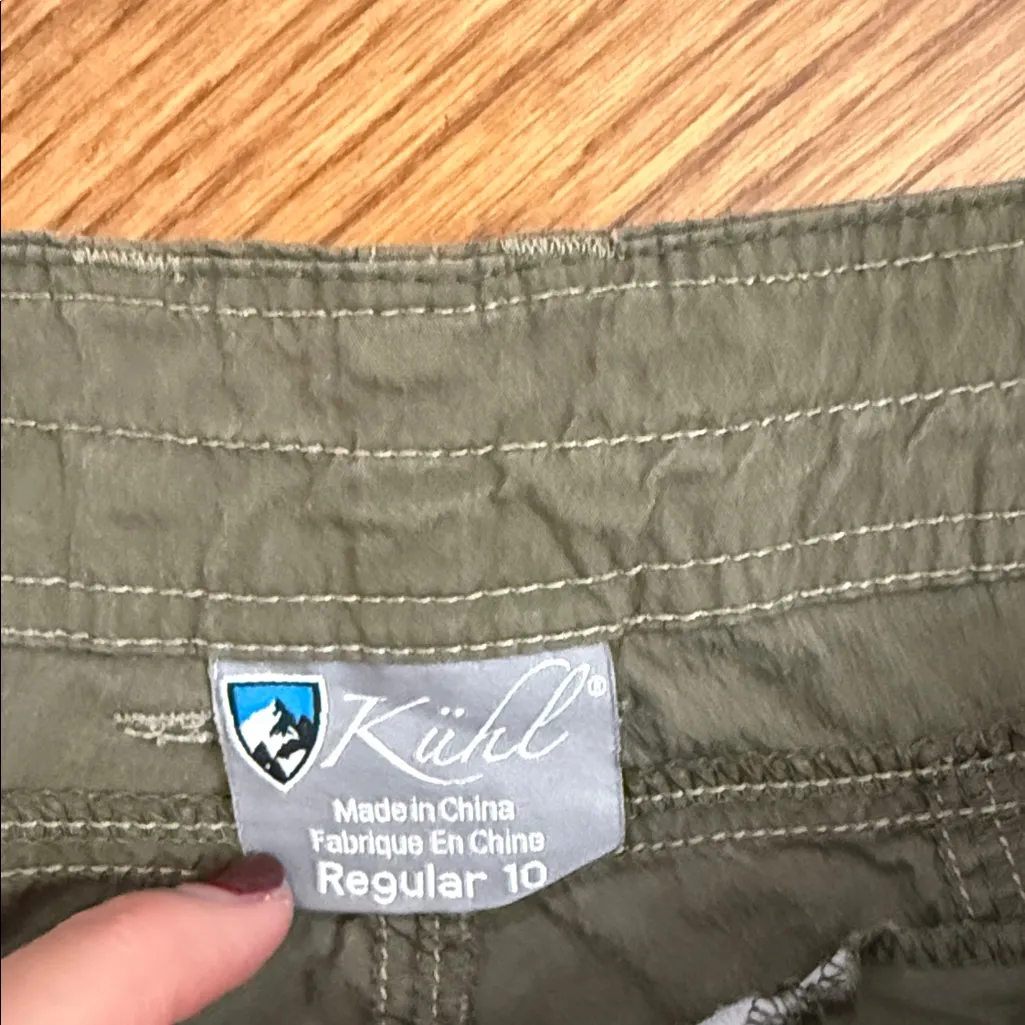 Kühl®
Made in China
Fabrique En Chine
Regular 10